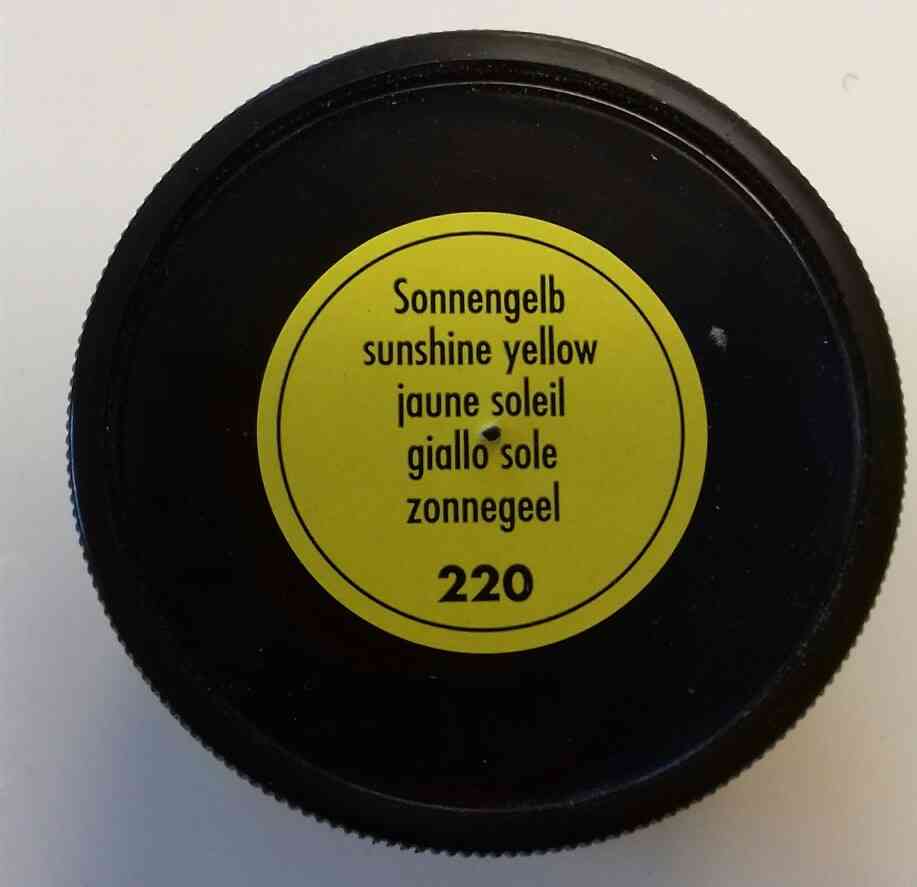 Sonnengelb
sunshine yellow
jaune soleil
giallo sole
zonnegeel
220